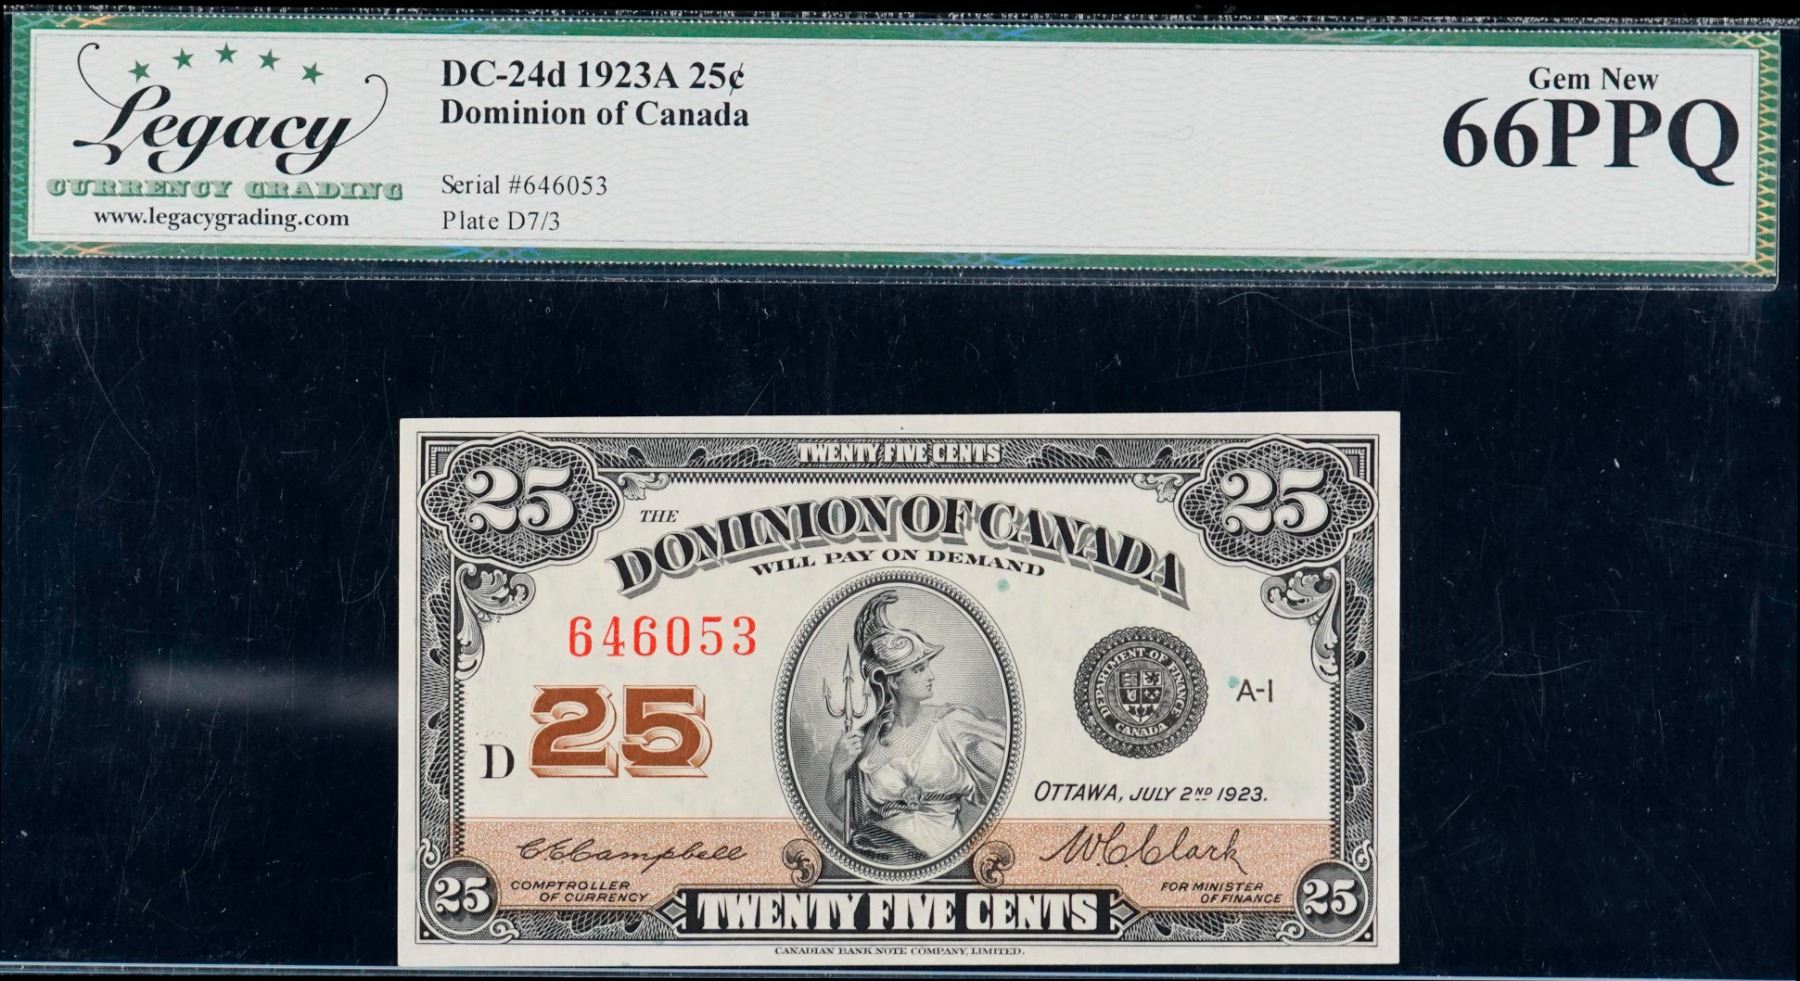 Legacy
CURRENCY GRADING
www.legacygrading.com
DC-24d 1923A 25¢
Dominion of Canada
Serial #646053
Plate D7/3
Gem New
66PPQ
TWENTY FIVE CENTS
25
25
THE
DOMINION OF CANADA
WILL PAY ON DEMAND
646053
D 25
DEPARTMENT OF FINANCE
CANADA
A-1
OTTAWA, JULY 2ND 1923.
C E Campbell
W C Clark
25
COMPTROLLER
OF CURRENCY
FOR MINISTER
OF FINANCE
25
TWENTY FIVE CENTS
CANADIAN BANK NOTE COMPANY, LIMITED.